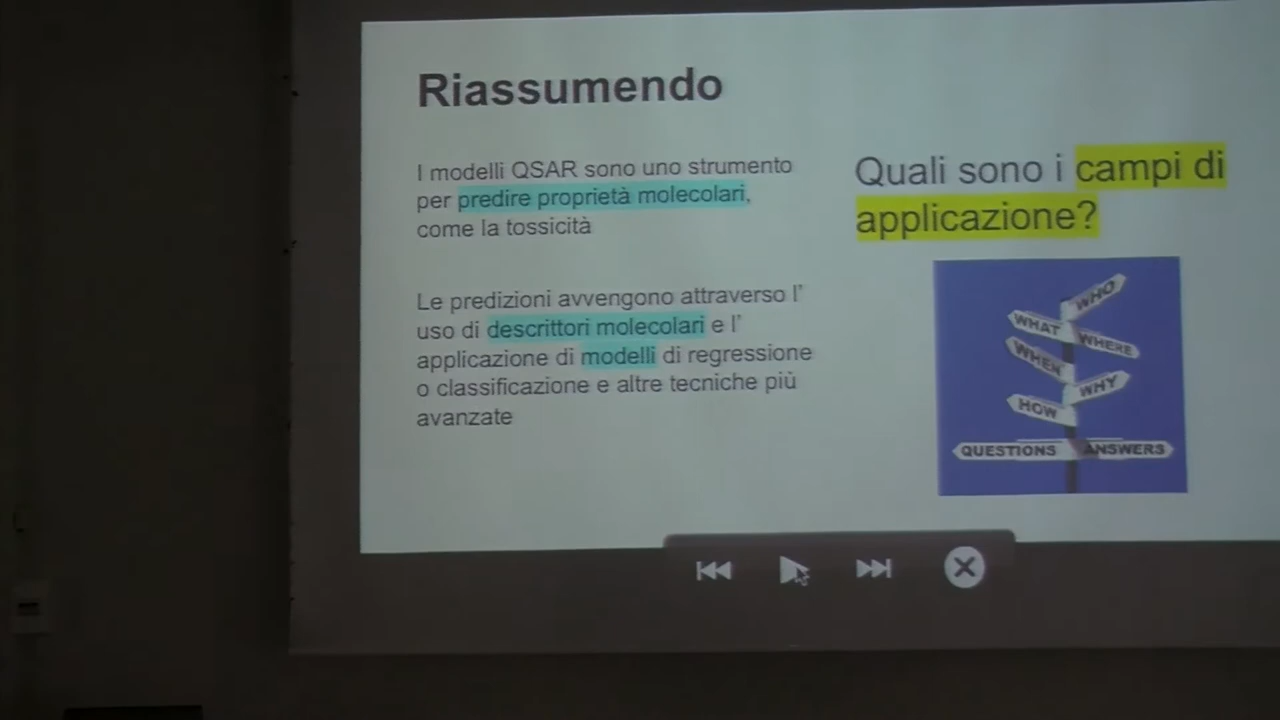 Riassumendo
I modelli QSAR sono uno strumento
per predire proprietà molecolari,
come la tossicità
Le predizioni avvengono attraverso l'
uso di descrittori molecolari e l'
applicazione di modelli di regressione
o classificazione e altre tecniche più
avanzate
Quali sono i campi di
applicazione?
WHO
WHAT
WHERE
WHEN
WHY
HOW
QUESTIONS ANSWERS